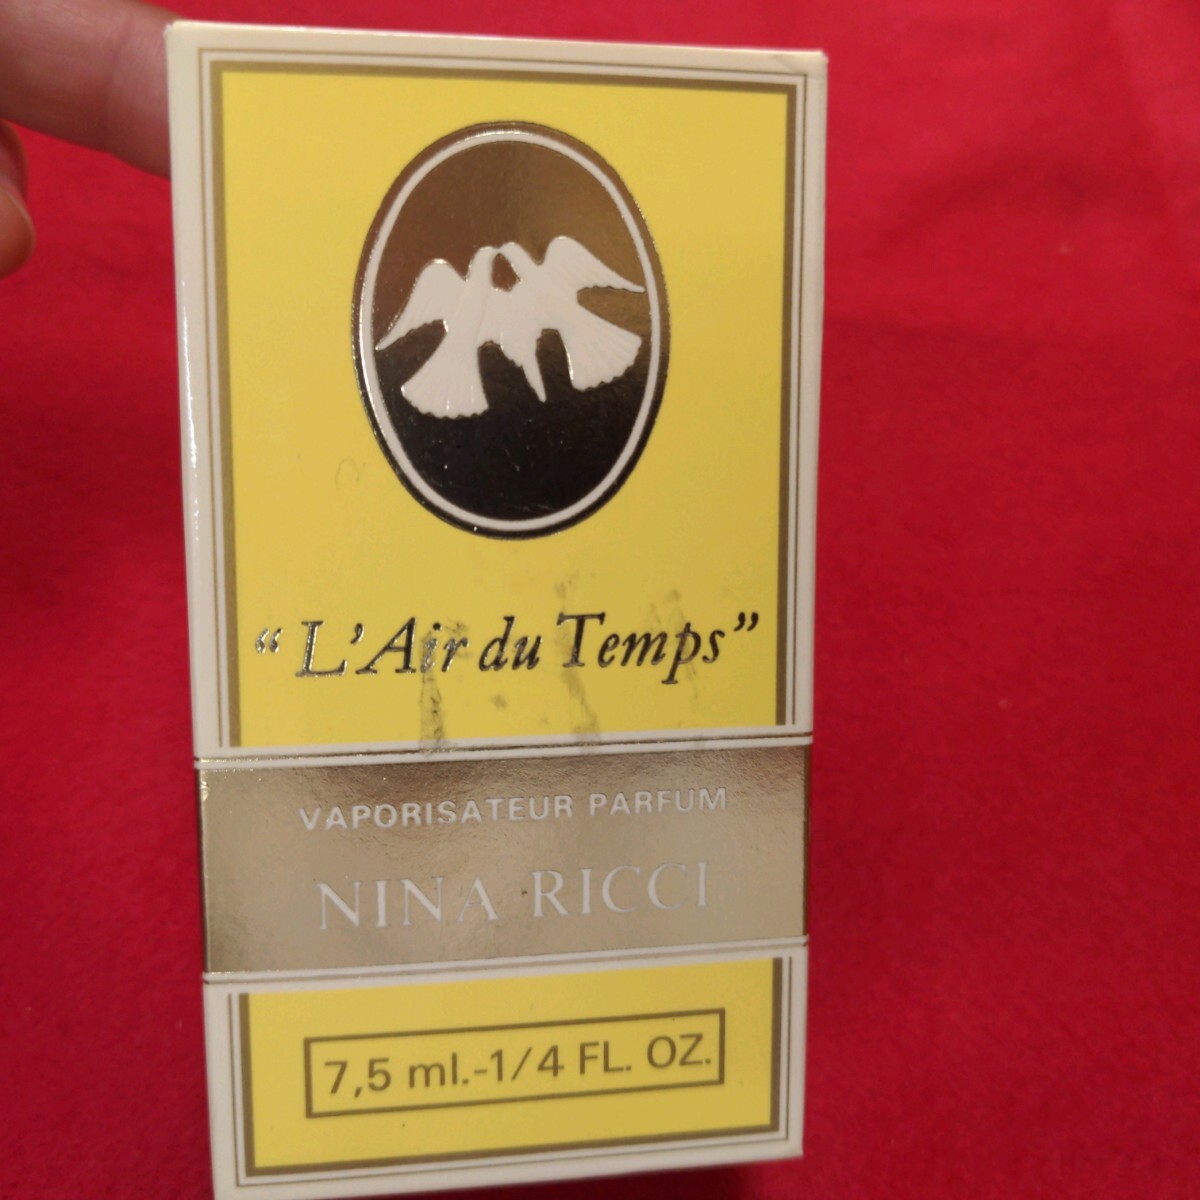 “L’Air du Temps”
VAPORISATEUR PARFUM
NINA RICCI
7,5 ml.-1/4 FL. OZ.